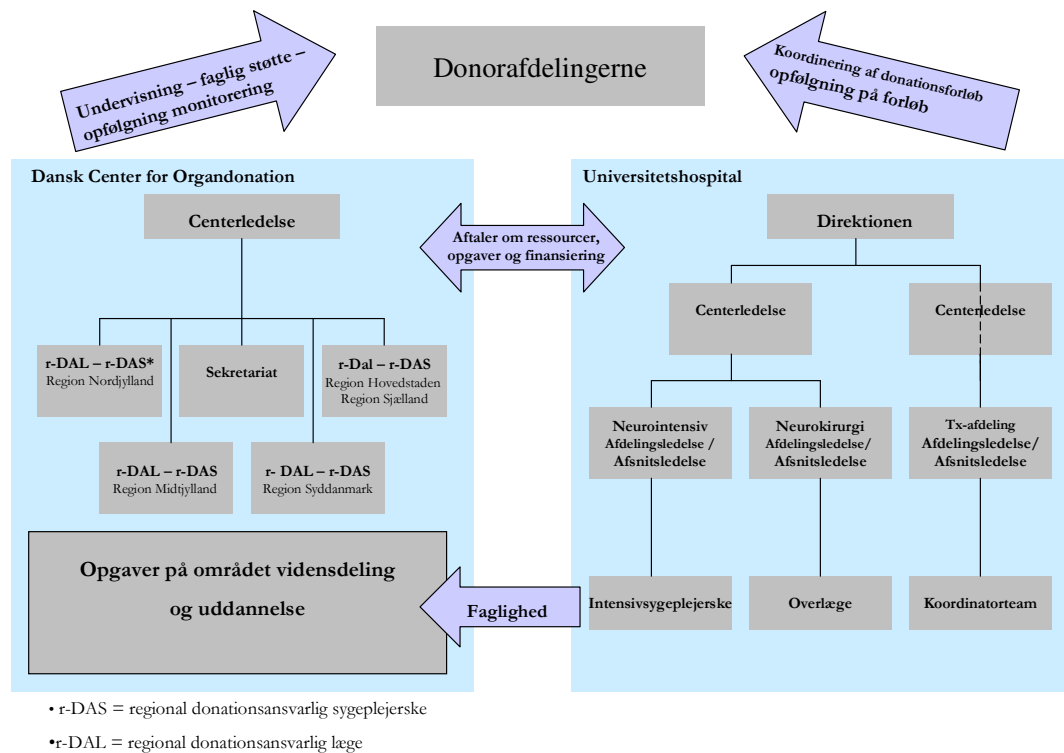 Donorafdelingerne
Undervisning – faglig støtte –
opfølgning monitorering
Koordinering af donationsforløb
opfølgning på forløb
Dansk Center for Organdonation
Centerledelse
r-DAL – r-DAS*
Region Nordjylland
Sekretariat
r-Dal – r-DAS
Region Hovedstaden
Region Sjælland
r-DAL – r-DAS
Region Midtjylland
r- DAL – r-DAS
Region Syddanmark
Opgaver på området vidensdeling
og uddannelse
Aftaler om ressourcer,
opgaver og finansiering
Faglighed
Universitetshospital
Direktionen
Centerledelse
Centerledelse
Neurointensiv
Afdelingsledelse /
Afsnitsledelse
Neurokirurgi
Afdelingsledelse/
Afsnitsledelse
Tx-afdeling
Afdelingsledelse/
Afsnitsledelse
Intensivsygeplejerske
Overlæge
Koordinatorteam
• r-DAS = regional donationsansvarlig sygeplejerske
•r-DAL = regional donationsansvarlig læge